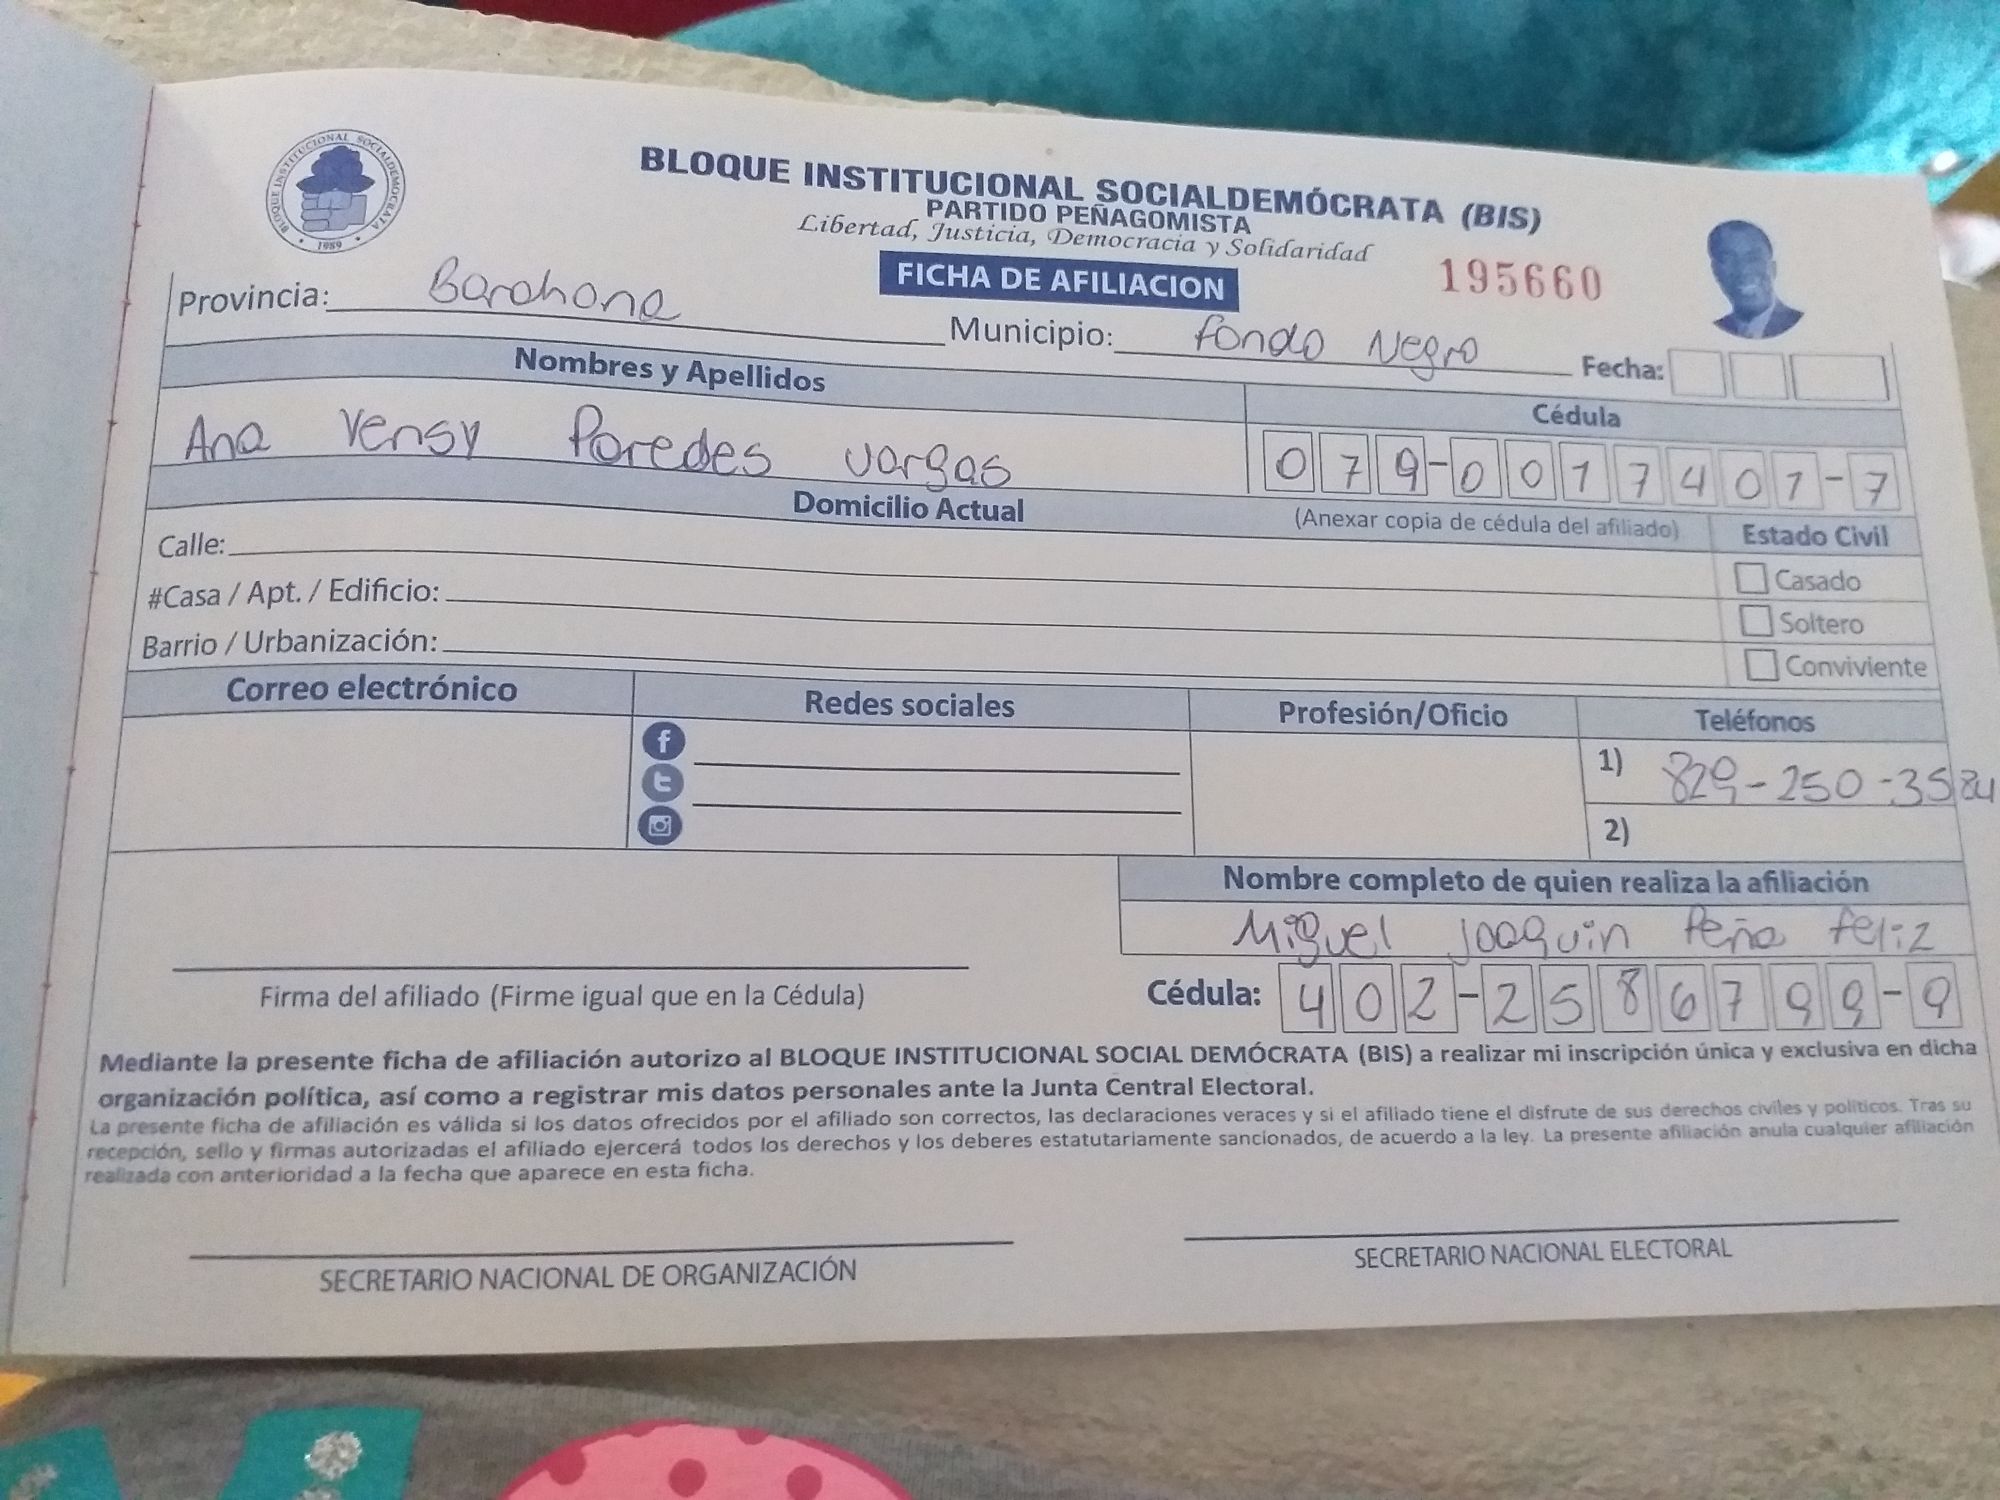 BLOQUE INSTITUCIONAL SOCIALDEMÓCRATA
1989
BLOQUE INSTITUCIONAL SOCIALDEMÓCRATA (BIS)
PARTIDO PEÑAGOMISTA
Libertad, Justicia, Democracia y Solidaridad
FICHA DE AFILIACION
195660
Provincia: Barahona Municipio: Fondo Negro Fecha:
Nombres y Apellidos Cédula
Ana Yensy Paredes Vargas 079-0017401-7
Domicilio Actual (Anexar copia de cédula del afiliado) Estado Civil
Calle:
Casado
#Casa / Apt. / Edificio:
Soltero
Barrio / Urbanización:
Conviviente
Correo electrónico Redes sociales Profesión/Oficio Teléfonos
1) 829-250-3584
2)
Nombre completo de quien realiza la afiliación
Miguel Joaquin Peña Feliz
Firma del afiliado (Firme igual que en la Cédula) Cédula: 402-2586799-9
Mediante la presente ficha de afiliación autorizo al BLOQUE INSTITUCIONAL SOCIAL DEMÓCRATA (BIS) a realizar mi inscripción única y exclusiva en dicha
organización política, así como a registrar mis datos personales ante la Junta Central Electoral.
La presente ficha de afiliación es válida si los datos ofrecidos por el afiliado son correctos, las declaraciones veraces y si el afiliado tiene el disfrute de sus derechos civiles y políticos. Tras su
recepción, sello y firmas autorizadas el afiliado ejercerá todos los derechos y los deberes estatutariamente sancionados, de acuerdo a la ley. La presente afiliación anula cualquier afiliación
realizada con anterioridad a la fecha que aparece en esta ficha.
SECRETARIO NACIONAL DE ORGANIZACIÓN SECRETARIO NACIONAL ELECTORAL